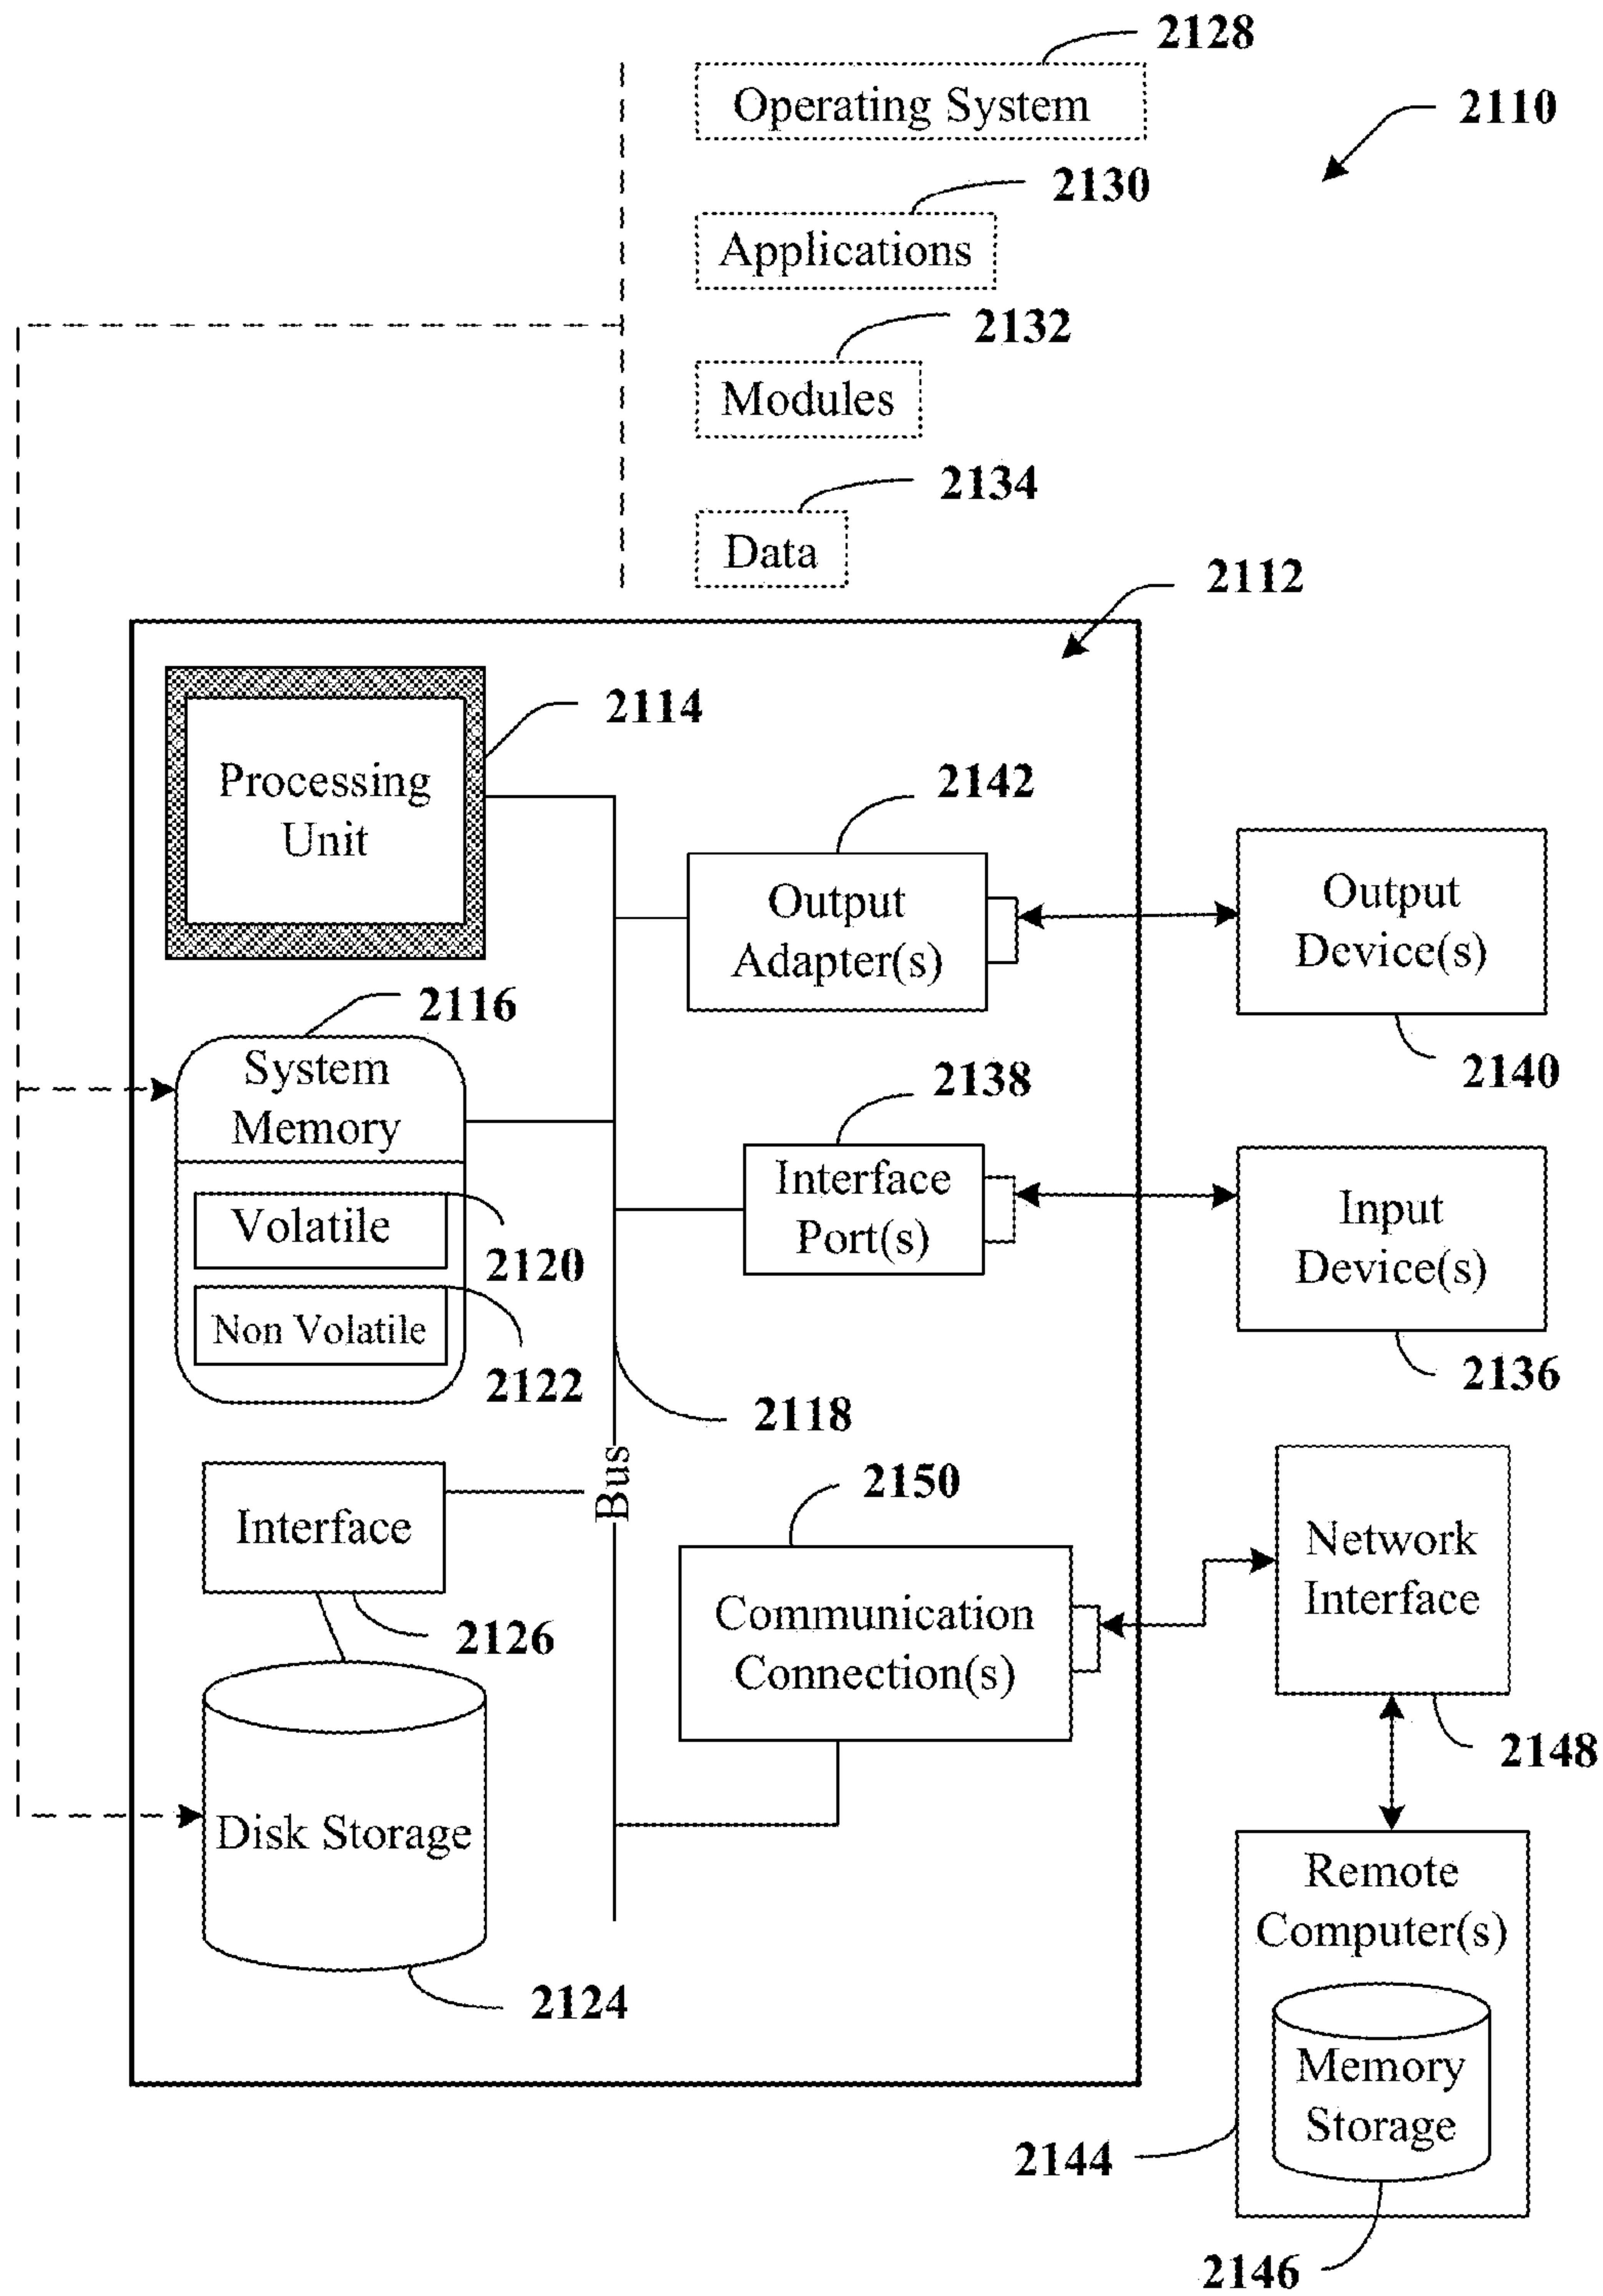 2128
Operating System
2110
2130
Applications
2132
Modules
2134
Data
2112
2114
Processing
Unit
2142
Output
Adapter(s)
Output
Device(s)
2140
2116
System
Memory
2138
Interface
Port(s)
Input
Device(s)
2136
Volatile
2120
Non Volatile
2122
2118
Bus
2150
Interface
2126
Communication
Connection(s)
Network
Interface
2148
Disk Storage
2124
Remote
Computer(s)
Memory
Storage
2144
2146